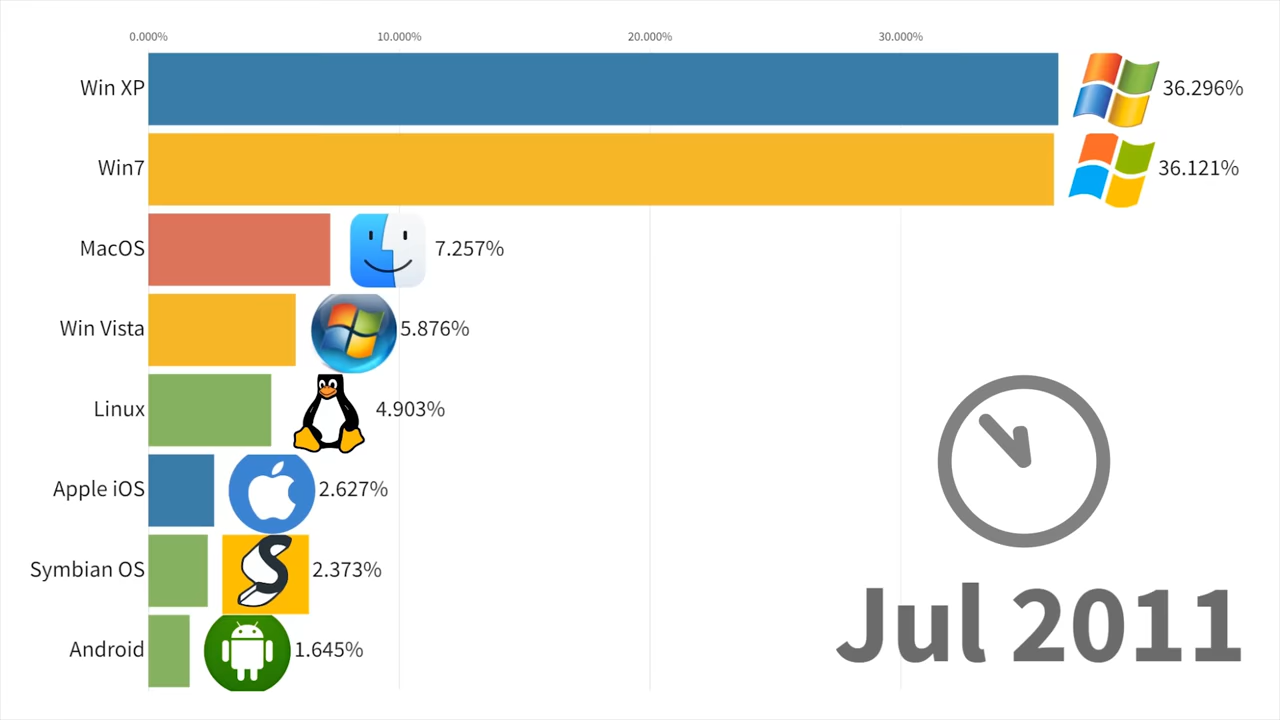 0.000% 10.000% 20.000% 30.000%
Win XP 36.296%
Win7 36.121%
MacOS 7.257%
Win Vista 5.876%
Linux 4.903%
Apple iOS 2.627%
Symbian OS 2.373%
Android 1.645%
Jul 2011